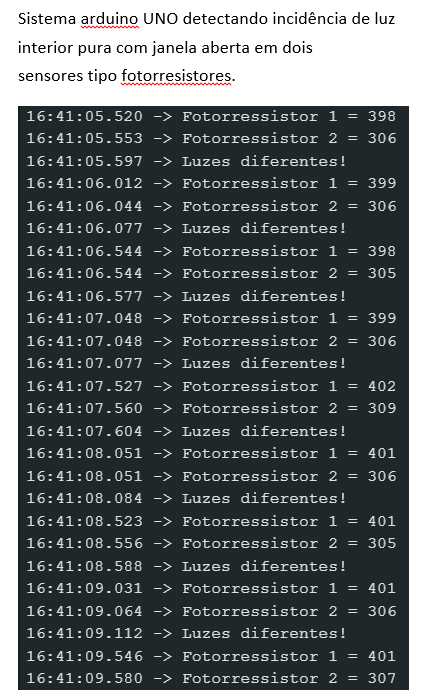 Sistema arduino UNO detectando incidência de luz
interior pura com janela aberta em dois
sensores tipo fotorresistores.
16:41:05.520 -> Fotorressistor 1 = 398
16:41:05.553 -> Fotorressistor 2 = 306
16:41:05.597 -> Luzes diferentes!
16:41:06.012 -> Fotorressistor 1 = 399
16:41:06.044 -> Fotorressistor 2 = 306
16:41:06.077 -> Luzes diferentes!
16:41:06.544 -> Fotorressistor 1 = 398
16:41:06.544 -> Fotorressistor 2 = 305
16:41:06.577 -> Luzes diferentes!
16:41:07.048 -> Fotorressistor 1 = 399
16:41:07.048 -> Fotorressistor 2 = 306
16:41:07.077 -> Luzes diferentes!
16:41:07.527 -> Fotorressistor 1 = 402
16:41:07.560 -> Fotorressistor 2 = 309
16:41:07.604 -> Luzes diferentes!
16:41:08.051 -> Fotorressistor 1 = 401
16:41:08.051 -> Fotorressistor 2 = 306
16:41:08.084 -> Luzes diferentes!
16:41:08.523 -> Fotorressistor 1 = 401
16:41:08.556 -> Fotorressistor 2 = 305
16:41:08.588 -> Luzes diferentes!
16:41:09.031 -> Fotorressistor 1 = 401
16:41:09.064 -> Fotorressistor 2 = 306
16:41:09.112 -> Luzes diferentes!
16:41:09.546 -> Fotorressistor 1 = 401
16:41:09.580 -> Fotorressistor 2 = 307